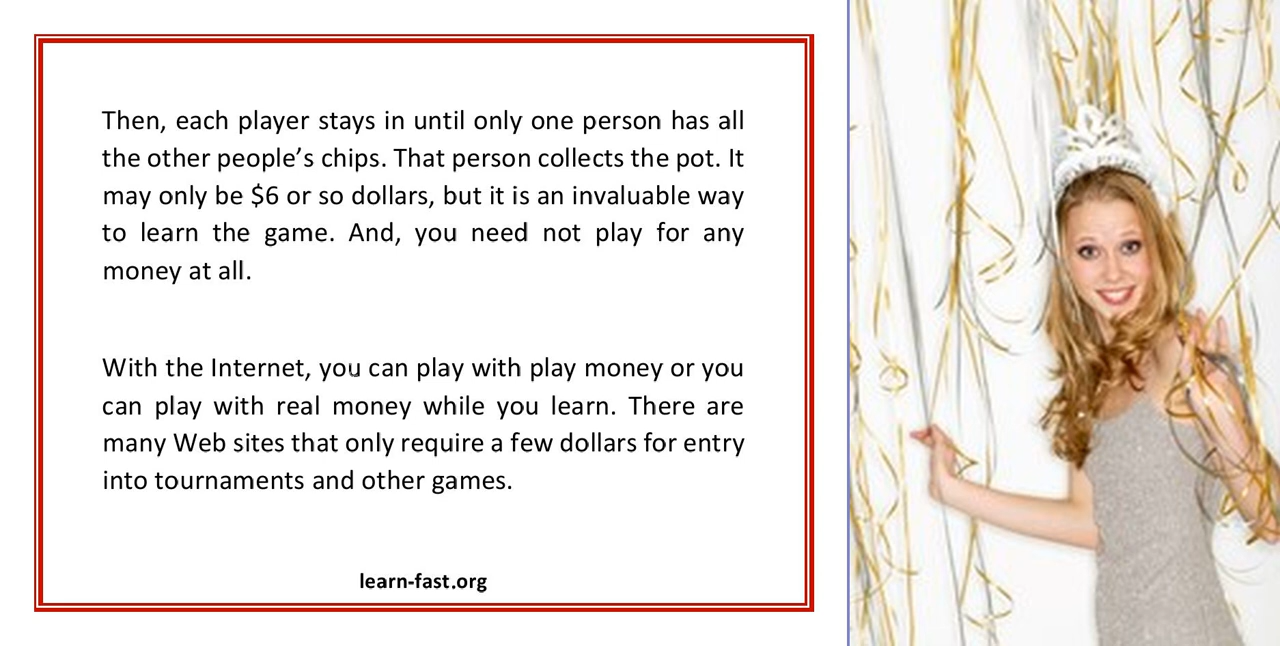 Then, each player stays in until only one person has all
the other people’s chips. That person collects the pot. It
may only be $6 or so dollars, but it is an invaluable way
to learn the game. And, you need not play for any
money at all.
With the Internet, you can play with play money or you
can play with real money while you learn. There are
many Web sites that only require a few dollars for entry
into tournaments and other games.
learn-fast.org